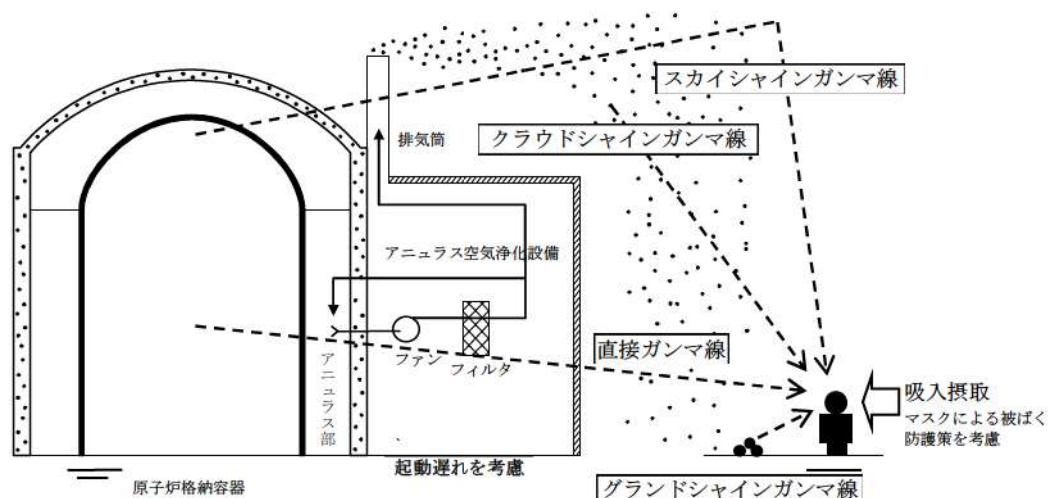 スカイシャインガンマ線
クラウドシャインガンマ線
排気筒
アニュラス空気浄化設備
直接ガンマ線
ファン
フィルタ
アニュラス部
吸入摂取
マスクによる被ばく
防護策を考慮
起動遅れを考慮
原子炉格納容器
グランドシャインガンマ線